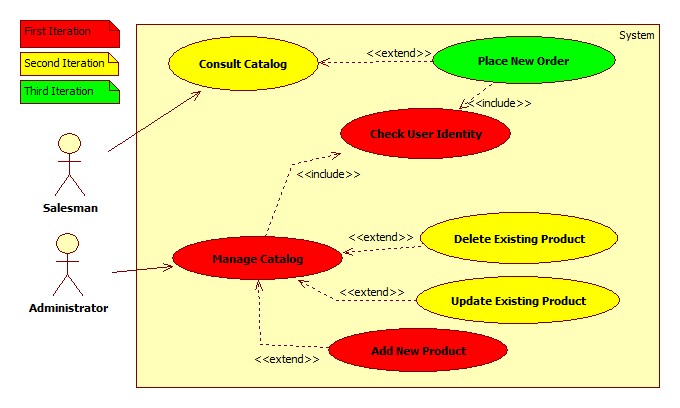 First Iteration
Second Iteration
Third Iteration
System
Consult Catalog
<<extend>>
Place New Order
<<include>>
Check User Identity
<<include>>
Salesman
Manage Catalog
<<extend>>
Delete Existing Product
Administrator
<<extend>>
Update Existing Product
<<extend>>
Add New Product